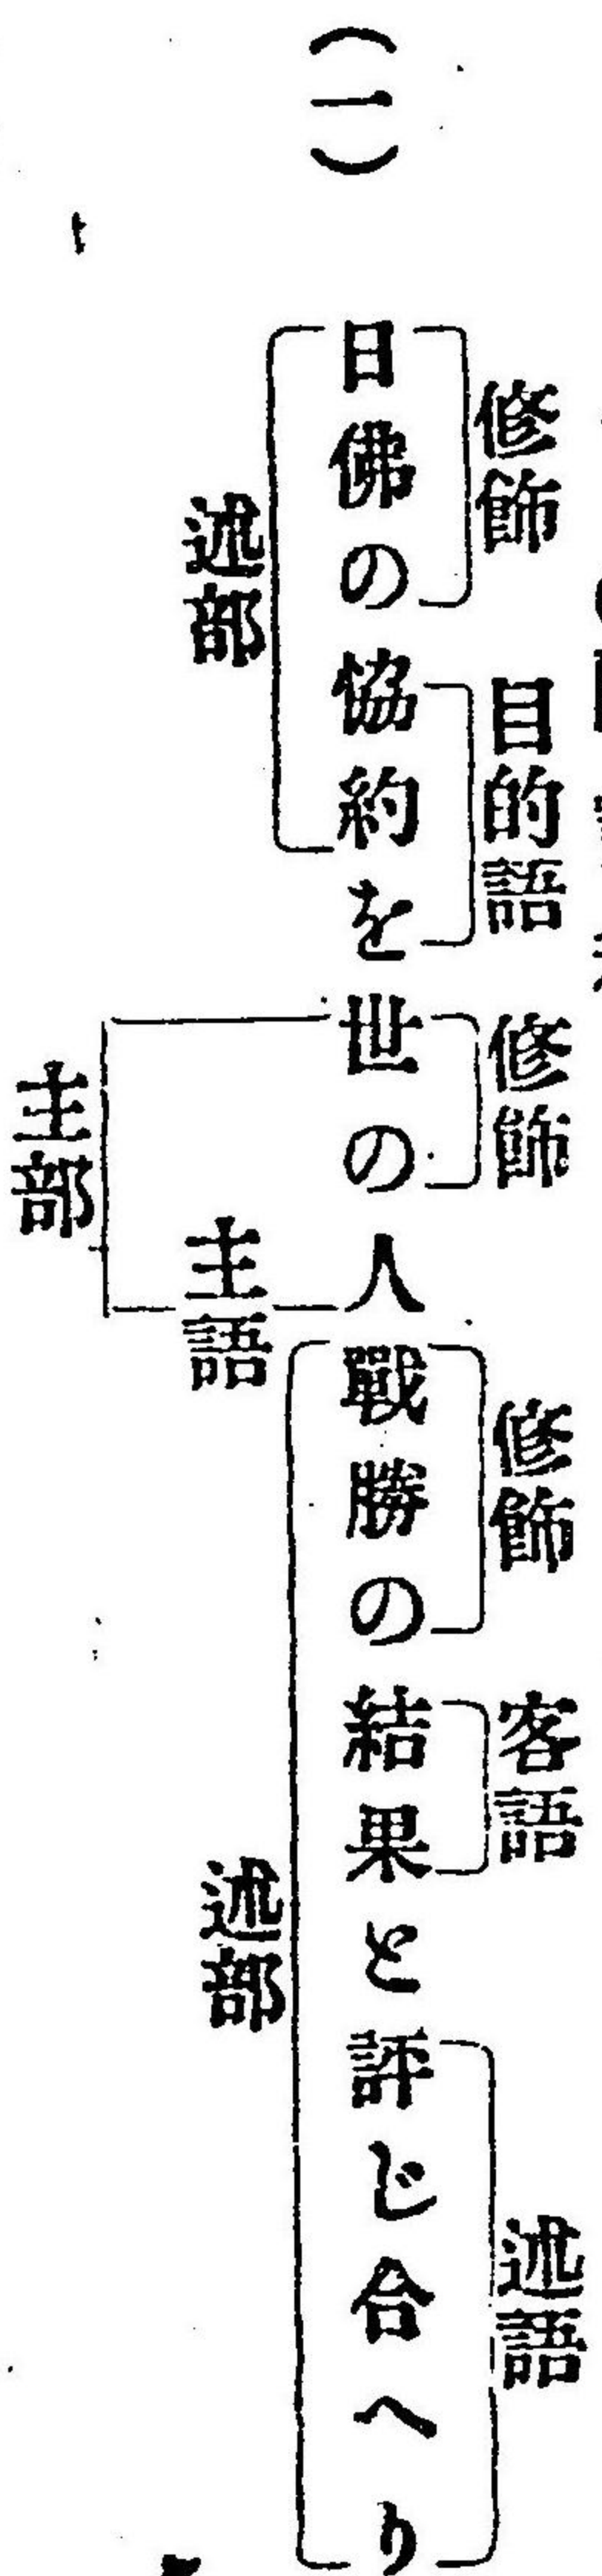 修飾 目的語 修飾 修飾 客語 述語
(一) 日佛の協約を世の人戰勝の結果と評じ合へり
述部 主語 述部
主部